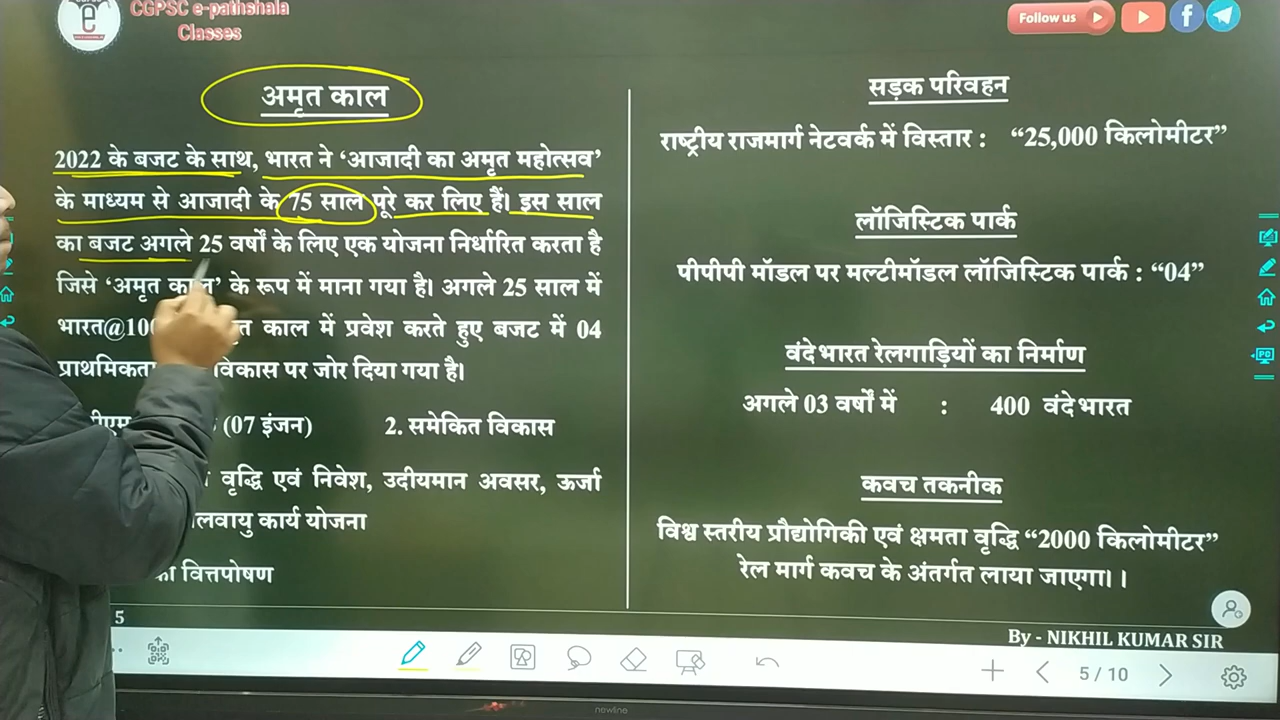 CGPSC e-pathshala
Classes
Follow us
अमृत काल
2022 के बजट के साथ, भारत ने ‘आजादी का अमृत महोत्सव’
के माध्यम से आजादी के 75 साल पूरे कर लिए हैं। इस साल
का बजट अगले 25 वर्षों के लिए एक योजना निर्धारित करता है
जिसे ‘अमृत काल’ के रूप में माना गया है। अगले 25 साल में
भारत@100 काल में प्रवेश करते हुए बजट में 04
विकास पर जोर दिया गया है।
(07 इंजन) 2. समेकित विकास
वृद्धि एवं निवेश, उदीयमान अवसर, ऊर्जा
कार्य योजना
का वित्तपोषण
5
सड़क परिवहन
राष्ट्रीय राजमार्ग नेटवर्क में विस्तार : “25,000 किलोमीटर”
लॉजिस्टिक पार्क
पीपीपी मॉडल पर मल्टीमॉडल लॉजिस्टिक पार्क : “04”
वंदे भारत रेलगाड़ियों का निर्माण
अगले 03 वर्षों में : 400 वंदे भारत
कवच तकनीक
विश्व स्तरीय प्रौद्योगिकी एवं क्षमता वृद्धि “2000 किलोमीटर”
रेल मार्ग कवच के अंतर्गत लाया जाएगा।।
By - NIKHIL KUMAR SIR
5 / 10
newline